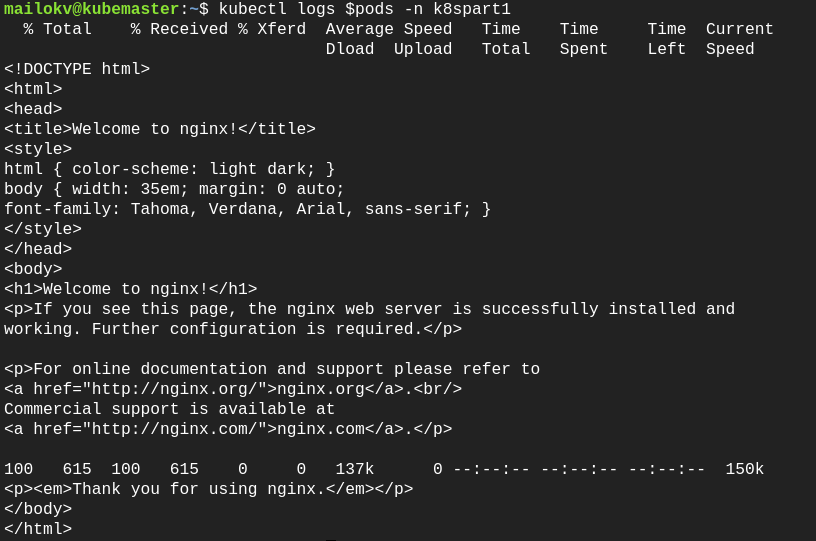 mailokv@kubemaster:~$ kubectl logs $pods -n k8spart1
  % Total    % Received % Xferd  Average Speed   Time    Time     Time  Current
                                 Dload  Upload   Total   Spent    Left  Speed
<!DOCTYPE html>
<html>
<head>
<title>Welcome to nginx!</title>
<style>
html { color-scheme: light dark; }
body { width: 35em; margin: 0 auto;
font-family: Tahoma, Verdana, Arial, sans-serif; }
</style>
</head>
<body>
<h1>Welcome to nginx!</h1>
<p>If you see this page, the nginx web server is successfully installed and
working. Further configuration is required.</p>

<p>For online documentation and support please refer to
<a href="http://nginx.org/">nginx.org</a>.<br/>
Commercial support is available at
<a href="http://nginx.com/">nginx.com</a>.</p>

100   615  100   615    0     0   137k      0 --:--:-- --:--:-- --:--:--  150k
<p><em>Thank you for using nginx.</em></p>
</body>
</html>